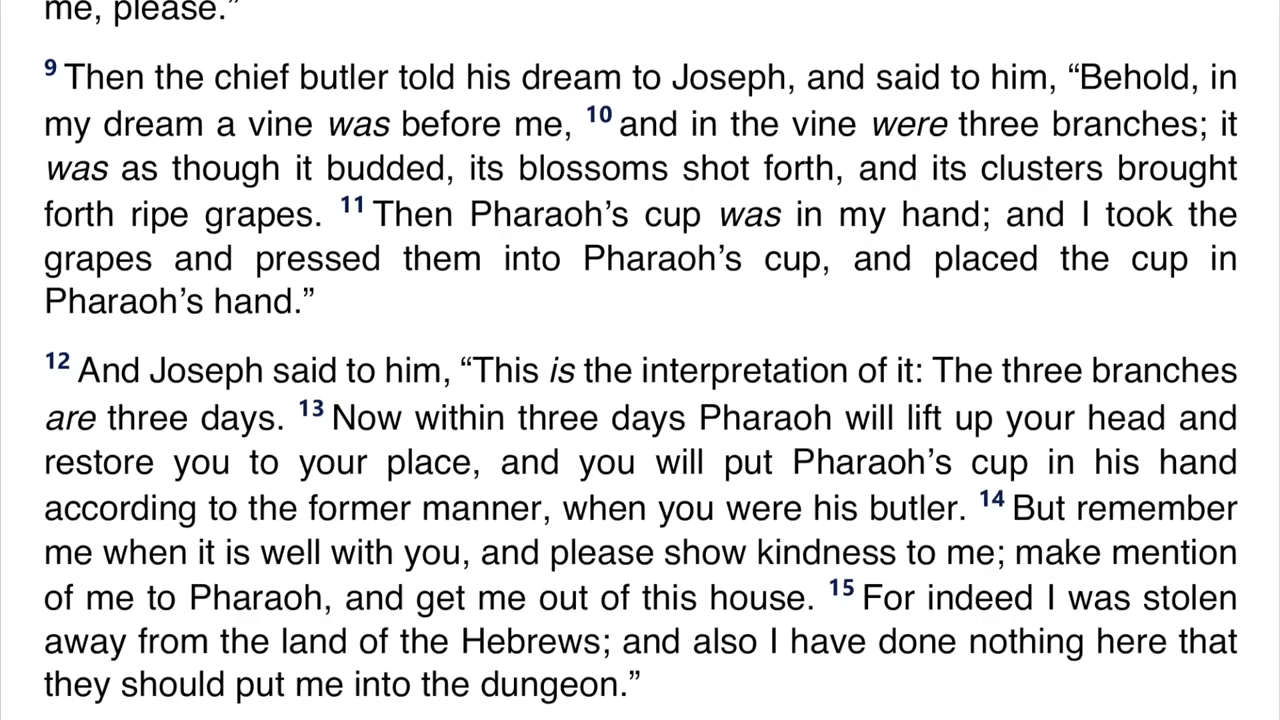 me, please.”
9 Then the chief butler told his dream to Joseph, and said to him, “Behold, in
my dream a vine was before me, 10 and in the vine were three branches; it
was as though it budded, its blossoms shot forth, and its clusters brought
forth ripe grapes. 11 Then Pharaoh’s cup was in my hand; and I took the
grapes and pressed them into Pharaoh’s cup, and placed the cup in
Pharaoh’s hand.”
12 And Joseph said to him, “This is the interpretation of it: The three branches
are three days. 13 Now within three days Pharaoh will lift up your head and
restore you to your place, and you will put Pharaoh’s cup in his hand
according to the former manner, when you were his butler. 14 But remember
me when it is well with you, and please show kindness to me; make mention
of me to Pharaoh, and get me out of this house. 15 For indeed I was stolen
away from the land of the Hebrews; and also I have done nothing here that
they should put me into the dungeon.”